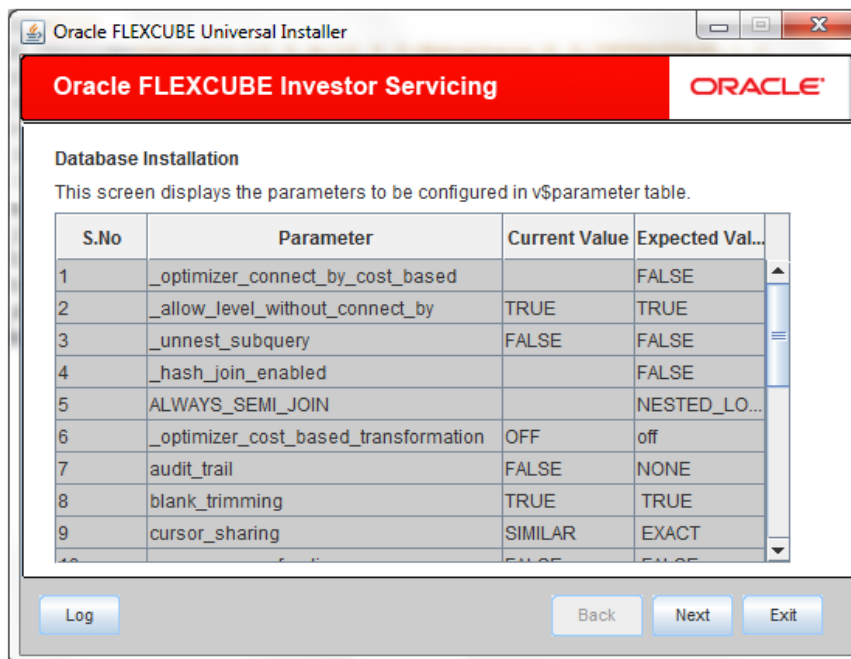 Oracle FLEXCUBE Universal Installer
Oracle FLEXCUBE Investor Servicing ORACLE
Database Installation
This screen displays the parameters to be configured in v$parameter table.
S.No Parameter Current Value Expected Val...
1 _optimizer_connect_by_cost_based FALSE
2 _allow_level_without_connect_by TRUE TRUE
3 _unnest_subquery FALSE FALSE
4 _hash_join_enabled FALSE
5 ALWAYS_SEMI_JOIN NESTED_LO...
6 _optimizer_cost_based_transformation OFF off
7 audit_trail FALSE NONE
8 blank_trimming TRUE TRUE
9 cursor_sharing SIMILAR EXACT
Log Back Next Exit